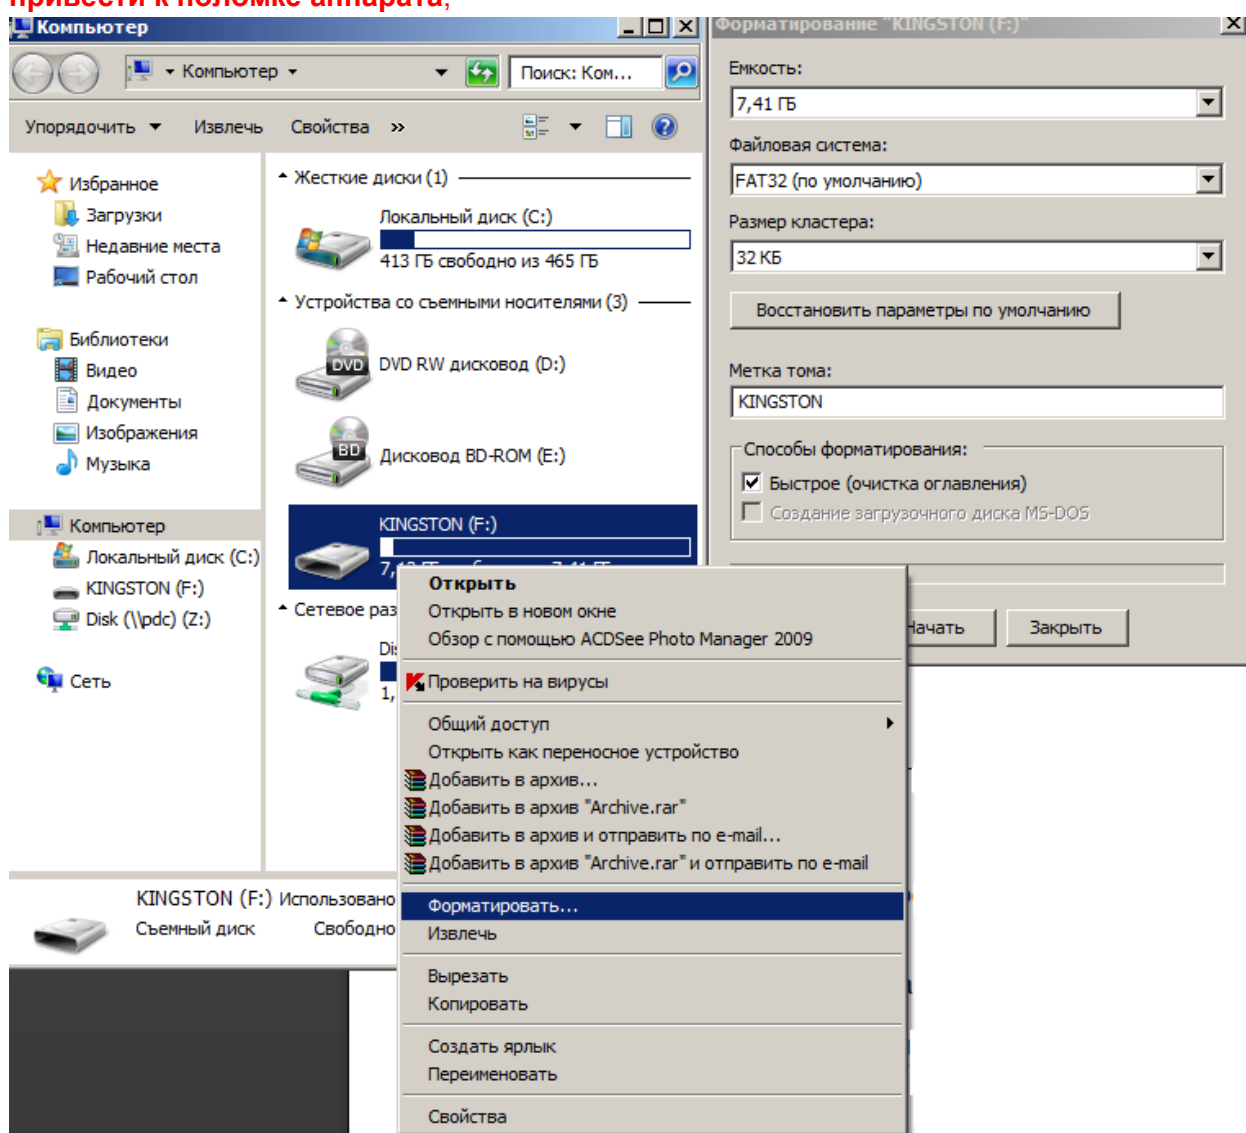 привести к поломке аппарата,
Компьютер
Компьютер
Поиск: Ком...
Упорядочить Извлечь Свойства »
Избранное
Загрузки
Недавние места
Рабочий стол
Библиотеки
Видео
Документы
Изображения
Музыка
Компьютер
Локальный диск (C:)
KINGSTON (F:)
Disk (\\pdc) (Z:)
Сеть
Жесткие диски (1)
Локальный диск (C:)
413 ГБ свободно из 465 ГБ
Устройства со съемными носителями (3)
DVD RW дисковод (D:)
DVD
Дисковод BD-ROM (E:)
BD
KINGSTON (F:)
Сетевое раз
1,
KINGSTON (F:) Использовано
Съемный диск Свободно
Открыть
Открыть в новом окне
Обзор с помощью ACDSee Photo Manager 2009
Проверить на вирусы
Общий доступ
Открыть как переносное устройство
Добавить в архив...
Добавить в архив "Archive.rar"
Добавить в архив и отправить по e-mail...
Добавить в архив "Archive.rar" и отправить по e-mail
Форматировать...
Извлечь
Вырезать
Копировать
Создать ярлык
Переименовать
Свойства
Форматирование "KINGSTON (F:)"
Емкость:
7,41 ГБ
Файловая система:
FAT32 (по умолчанию)
Размер кластера:
32 КБ
Восстановить параметры по умолчанию
Метка тома:
KINGSTON
Способы форматирования:
Быстрое (очистка оглавления)
Создание загрузочного диска MS-DOS
Начать
Закрыть